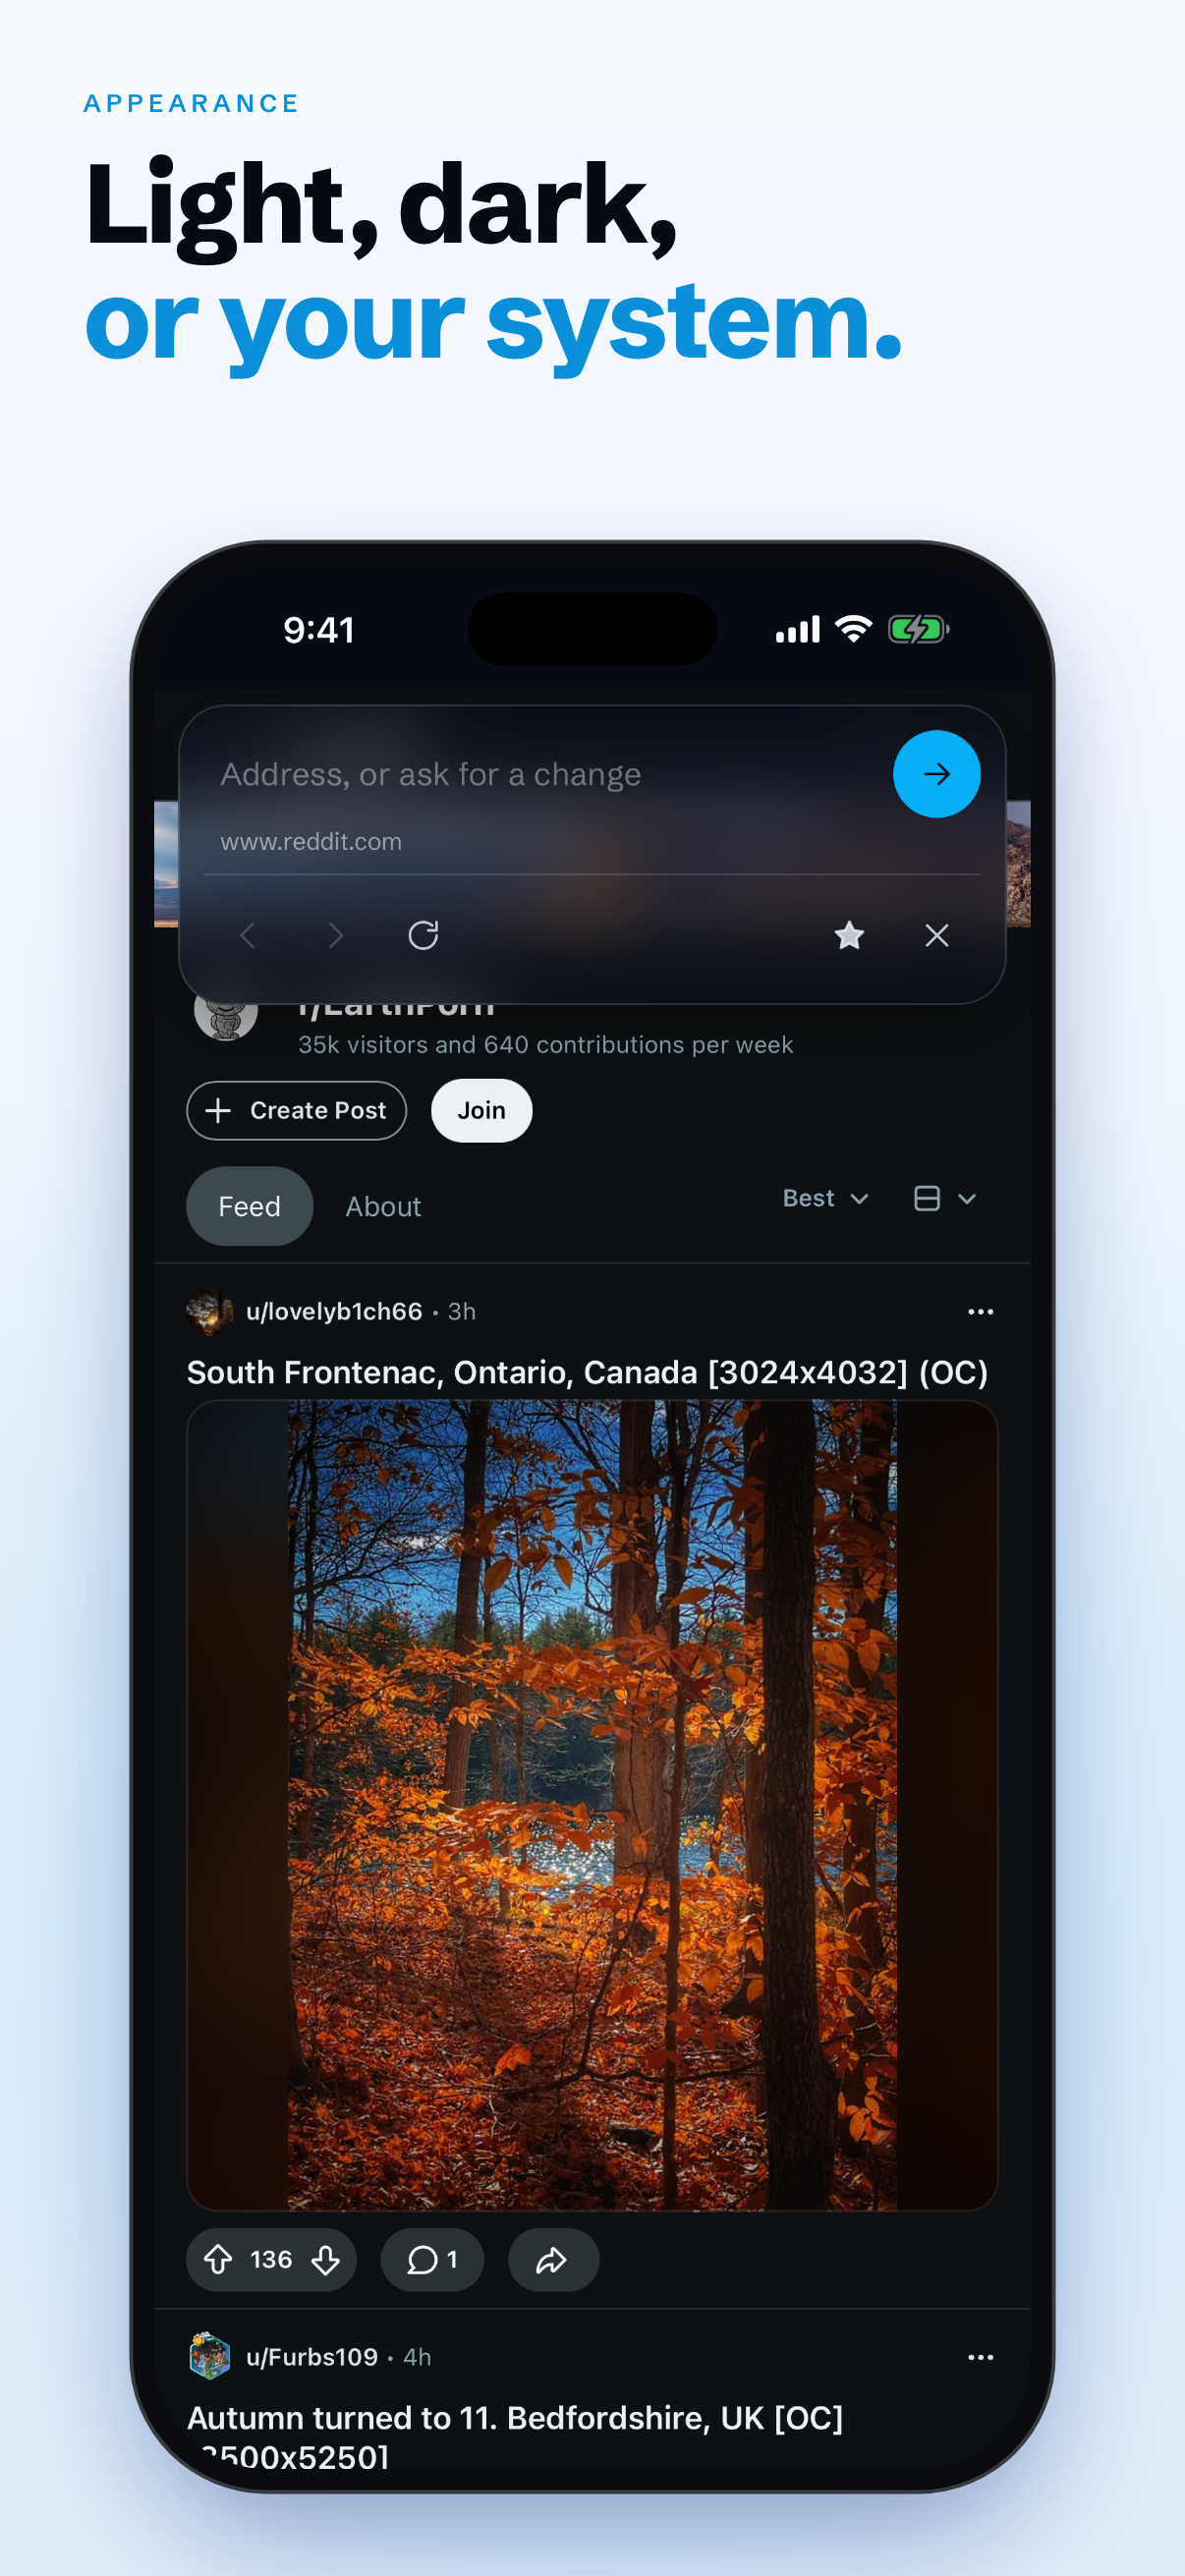 APPEARANCE
Light, dark,
or your system.
9:41
Address, or ask for a change
www.reddit.com
r/EarthPorn
35k visitors and 640 contributions per week
Create Post
Join
Feed
About
Best
u/lovelyb1ch66 • 3h
South Frontenac, Ontario, Canada [3024x4032] (OC)
136
1
u/Furbs109 • 4h
Autumn turned to 11. Bedfordshire, UK [OC]
3500x5250]